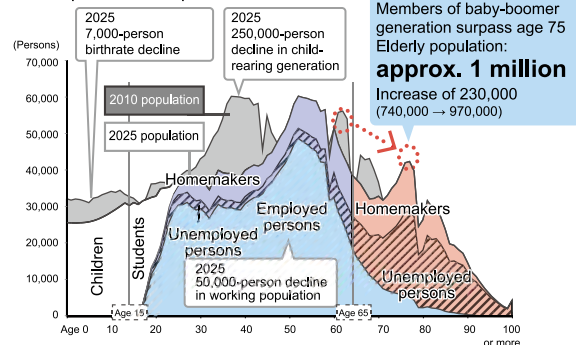 2025
7,000-person
birthrate decline
2025
250,000-person
decline in child-
rearing generation
Members of baby-boomer
generation surpass age 75
Elderly population:
approx. 1 million
Increase of 230,000
(740,000 → 970,000)
(Persons)
70,000
60,000
50,000
40,000
30,000
20,000
10,000
0
2010 population
2025 population
Homemakers
Unemployed
persons
Employed
persons
Homemakers
Unemployed
persons
Children
Students
2025
50,000-person decline
in working population
Age 15
Age 65
Age 0
10
20
30
40
50
60
70
80
90
100
or more